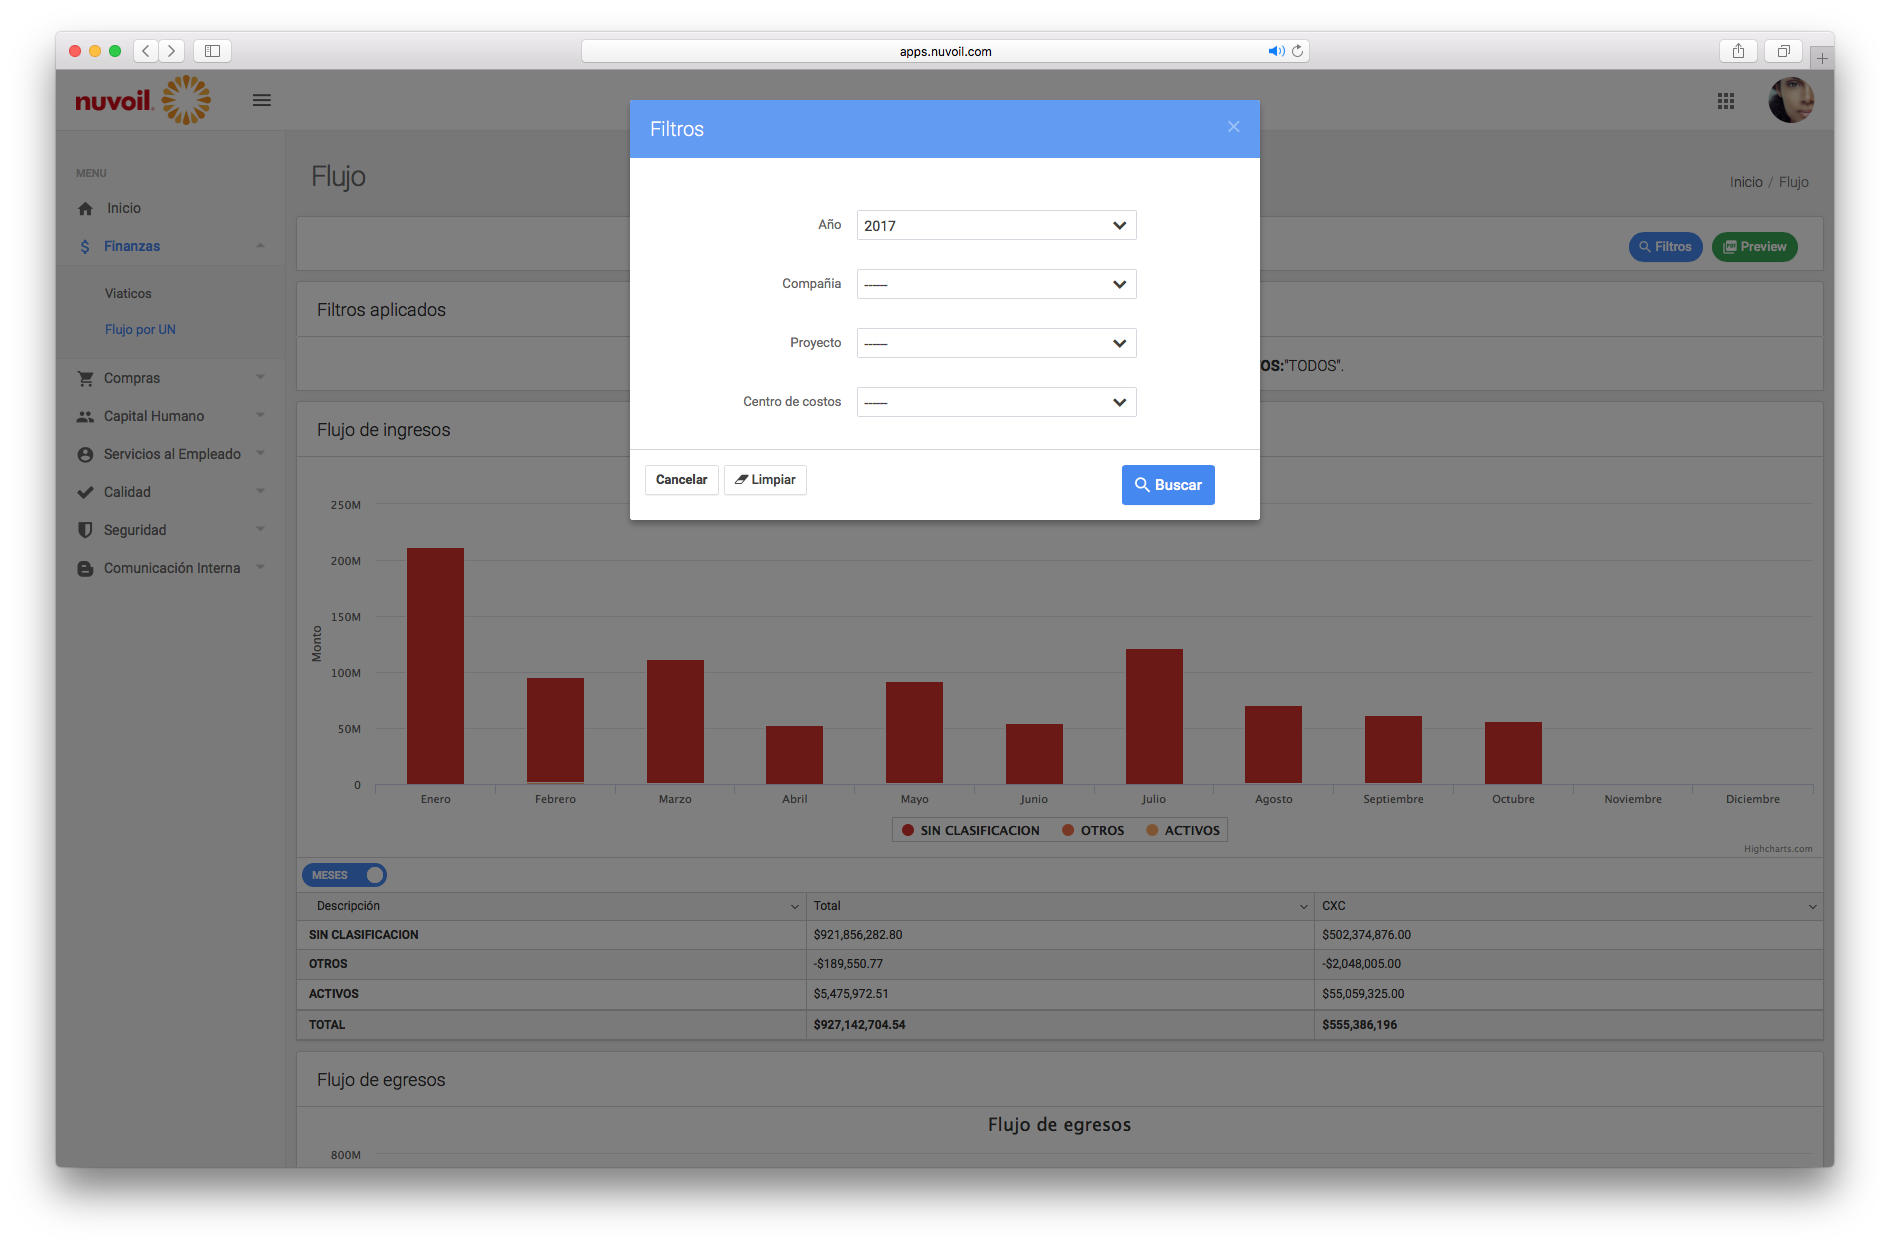 apps.nuvoil.com
nuvoil.
Filtros
MENU
Inicio
Finanzas
Viaticos
Flujo por UN
Compras
Capital Humano
Servicios al Empleado
Calidad
Seguridad
Comunicación Interna
Flujo
Inicio / Flujo
Filtros
Preview
Año 2017
Compañia ------
Proyecto ------
Centro de costos ------
Cancelar Limpiar Buscar
Filtros aplicados
OS:"TODOS".
Flujo de ingresos
Monto
250M
200M
150M
100M
50M
0
Enero Febrero Marzo Abril Mayo Junio Julio Agosto Septiembre Octubre Noviembre Diciembre
SIN CLASIFICACION OTROS ACTIVOS
Highcharts.com
MESES
Descripción Total CXC
SIN CLASIFICACION $921,856,282.80 $502,374,876.00
OTROS -$189,550.77 -$2,048,005.00
ACTIVOS $5,475,972.51 $55,059,325.00
TOTAL $927,142,704.54 $555,386,196
Flujo de egresos
Flujo de egresos
800M